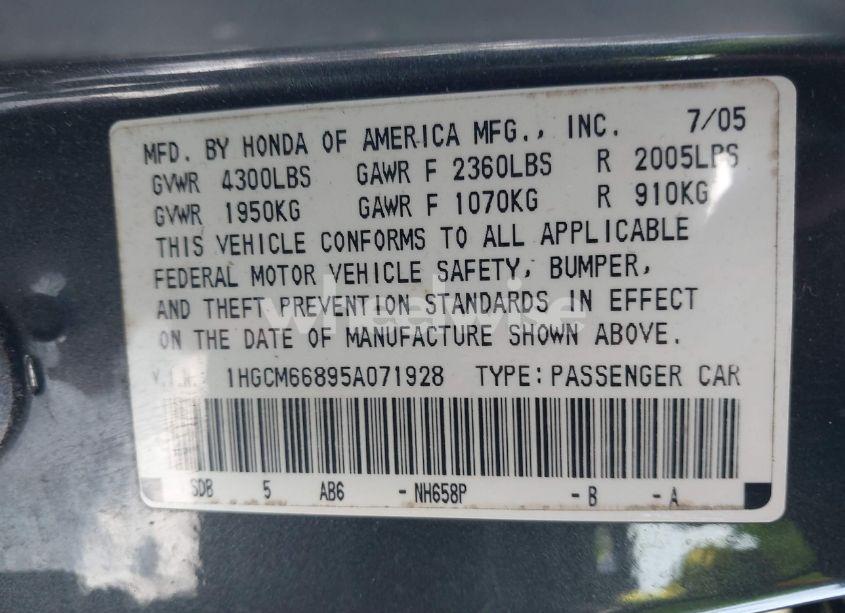 MFD. BY HONDA OF AMERICA MFG., INC. 7/05
GVWR 4300LBS GAWR F 2360LBS R 2005LBS
GVWR 1950KG GAWR F 1070KG R 910KG
THIS VEHICLE CONFORMS TO ALL APPLICABLE
FEDERAL MOTOR VEHICLE SAFETY, BUMPER,
AND THEFT PREVENTION STANDARDS IN EFFECT
ON THE DATE OF MANUFACTURE SHOWN ABOVE.
V.I.N.: 1HGCM66895A071928 TYPE: PASSENGER CAR
SDB 5 AB6 -NH658P -B -A